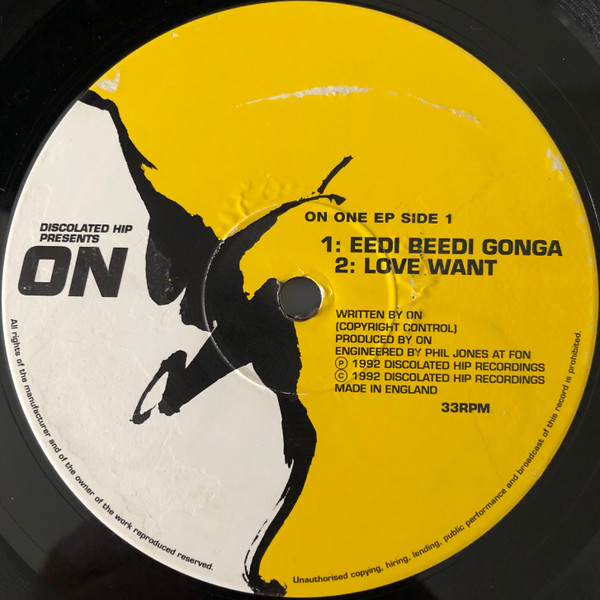 DISCOLATED HIP
PRESENTS
ON
ON ONE EP SIDE 1
1: EEDI BEEDI GONGA
2: LOVE WANT
WRITTEN BY ON
(COPYRIGHT CONTROL)
PRODUCED BY ON
ENGINEERED BY PHIL JONES AT FON
Ⓟ 1992 DISCOLATED HIP RECORDINGS
© 1992 DISCOLATED HIP RECORDINGS
MADE IN ENGLAND
33RPM
All rights of the manufacturer and of the owner of the work reproduced reserved.
Unauthorised copying, hiring, lending, public performance and broadcast of this record is prohibited.